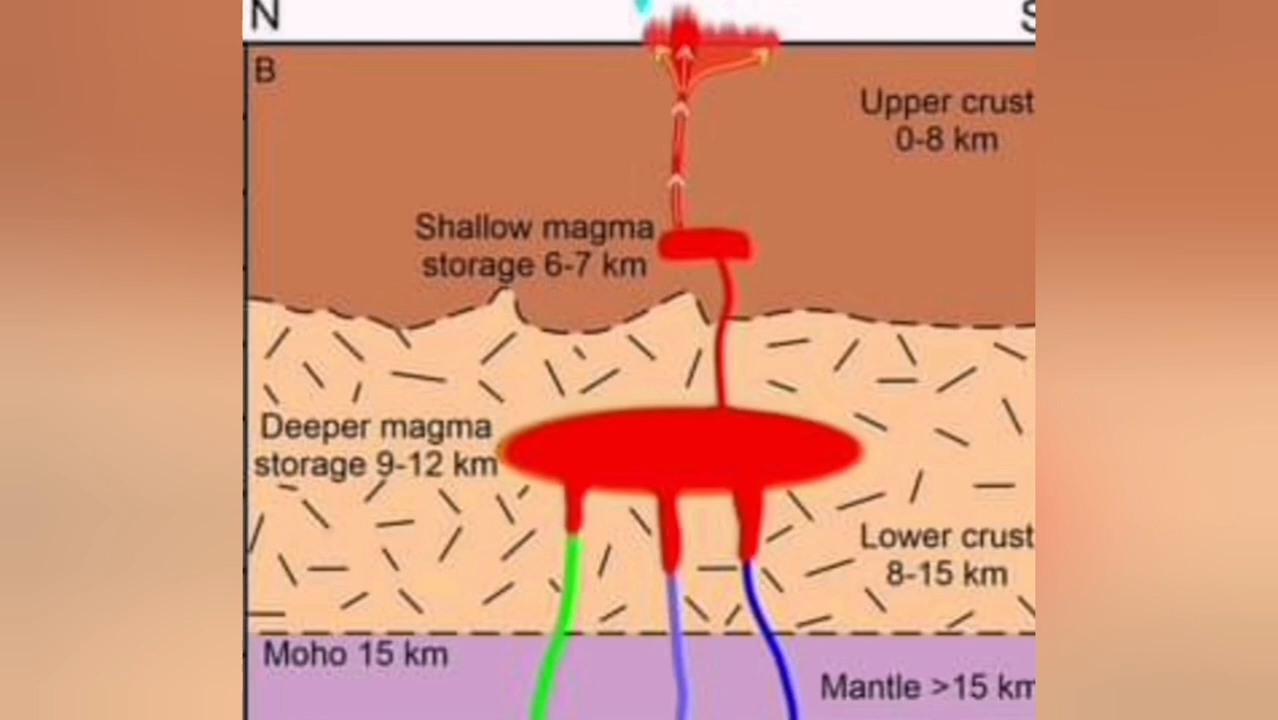 N
S
B
Upper crust
0-8 km
Shallow magma
storage 6-7 km
Deeper magma
storage 9-12 km
Lower crust
8-15 km
Moho 15 km
Mantle >15 km